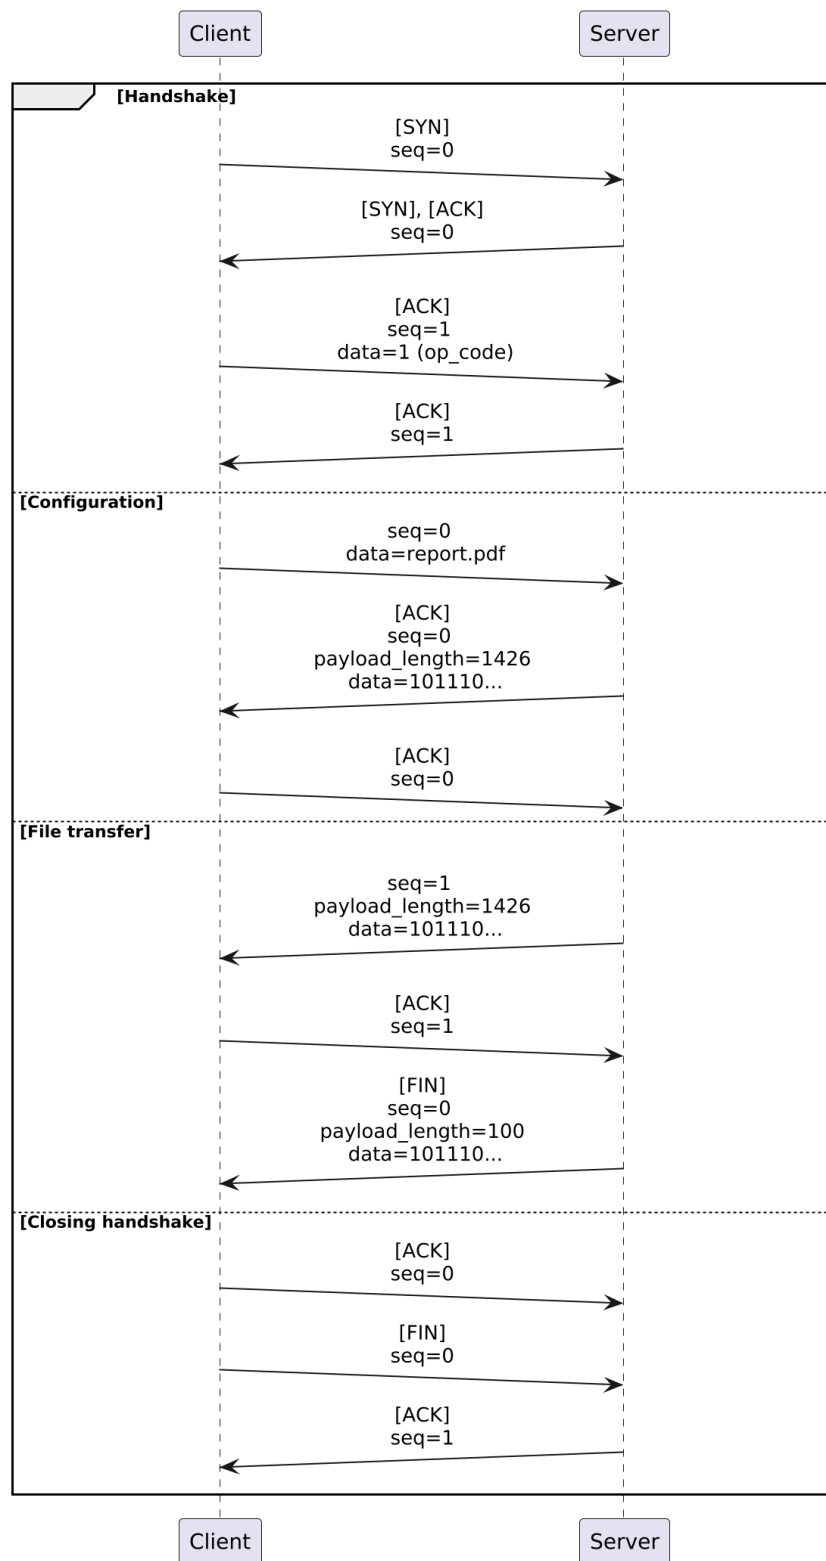 Client
Server
[Handshake]
[SYN]
seq=0
[SYN], [ACK]
seq=0
[ACK]
seq=1
data=1 (op_code)
[ACK]
seq=1
[Configuration]
seq=0
data=report.pdf
[ACK]
seq=0
payload_length=1426
data=101110...
[ACK]
seq=0
[File transfer]
seq=1
payload_length=1426
data=101110...
[ACK]
seq=1
[FIN]
seq=0
payload_length=100
data=101110...
[Closing handshake]
[ACK]
seq=0
[FIN]
seq=0
[ACK]
seq=1
Client
Server